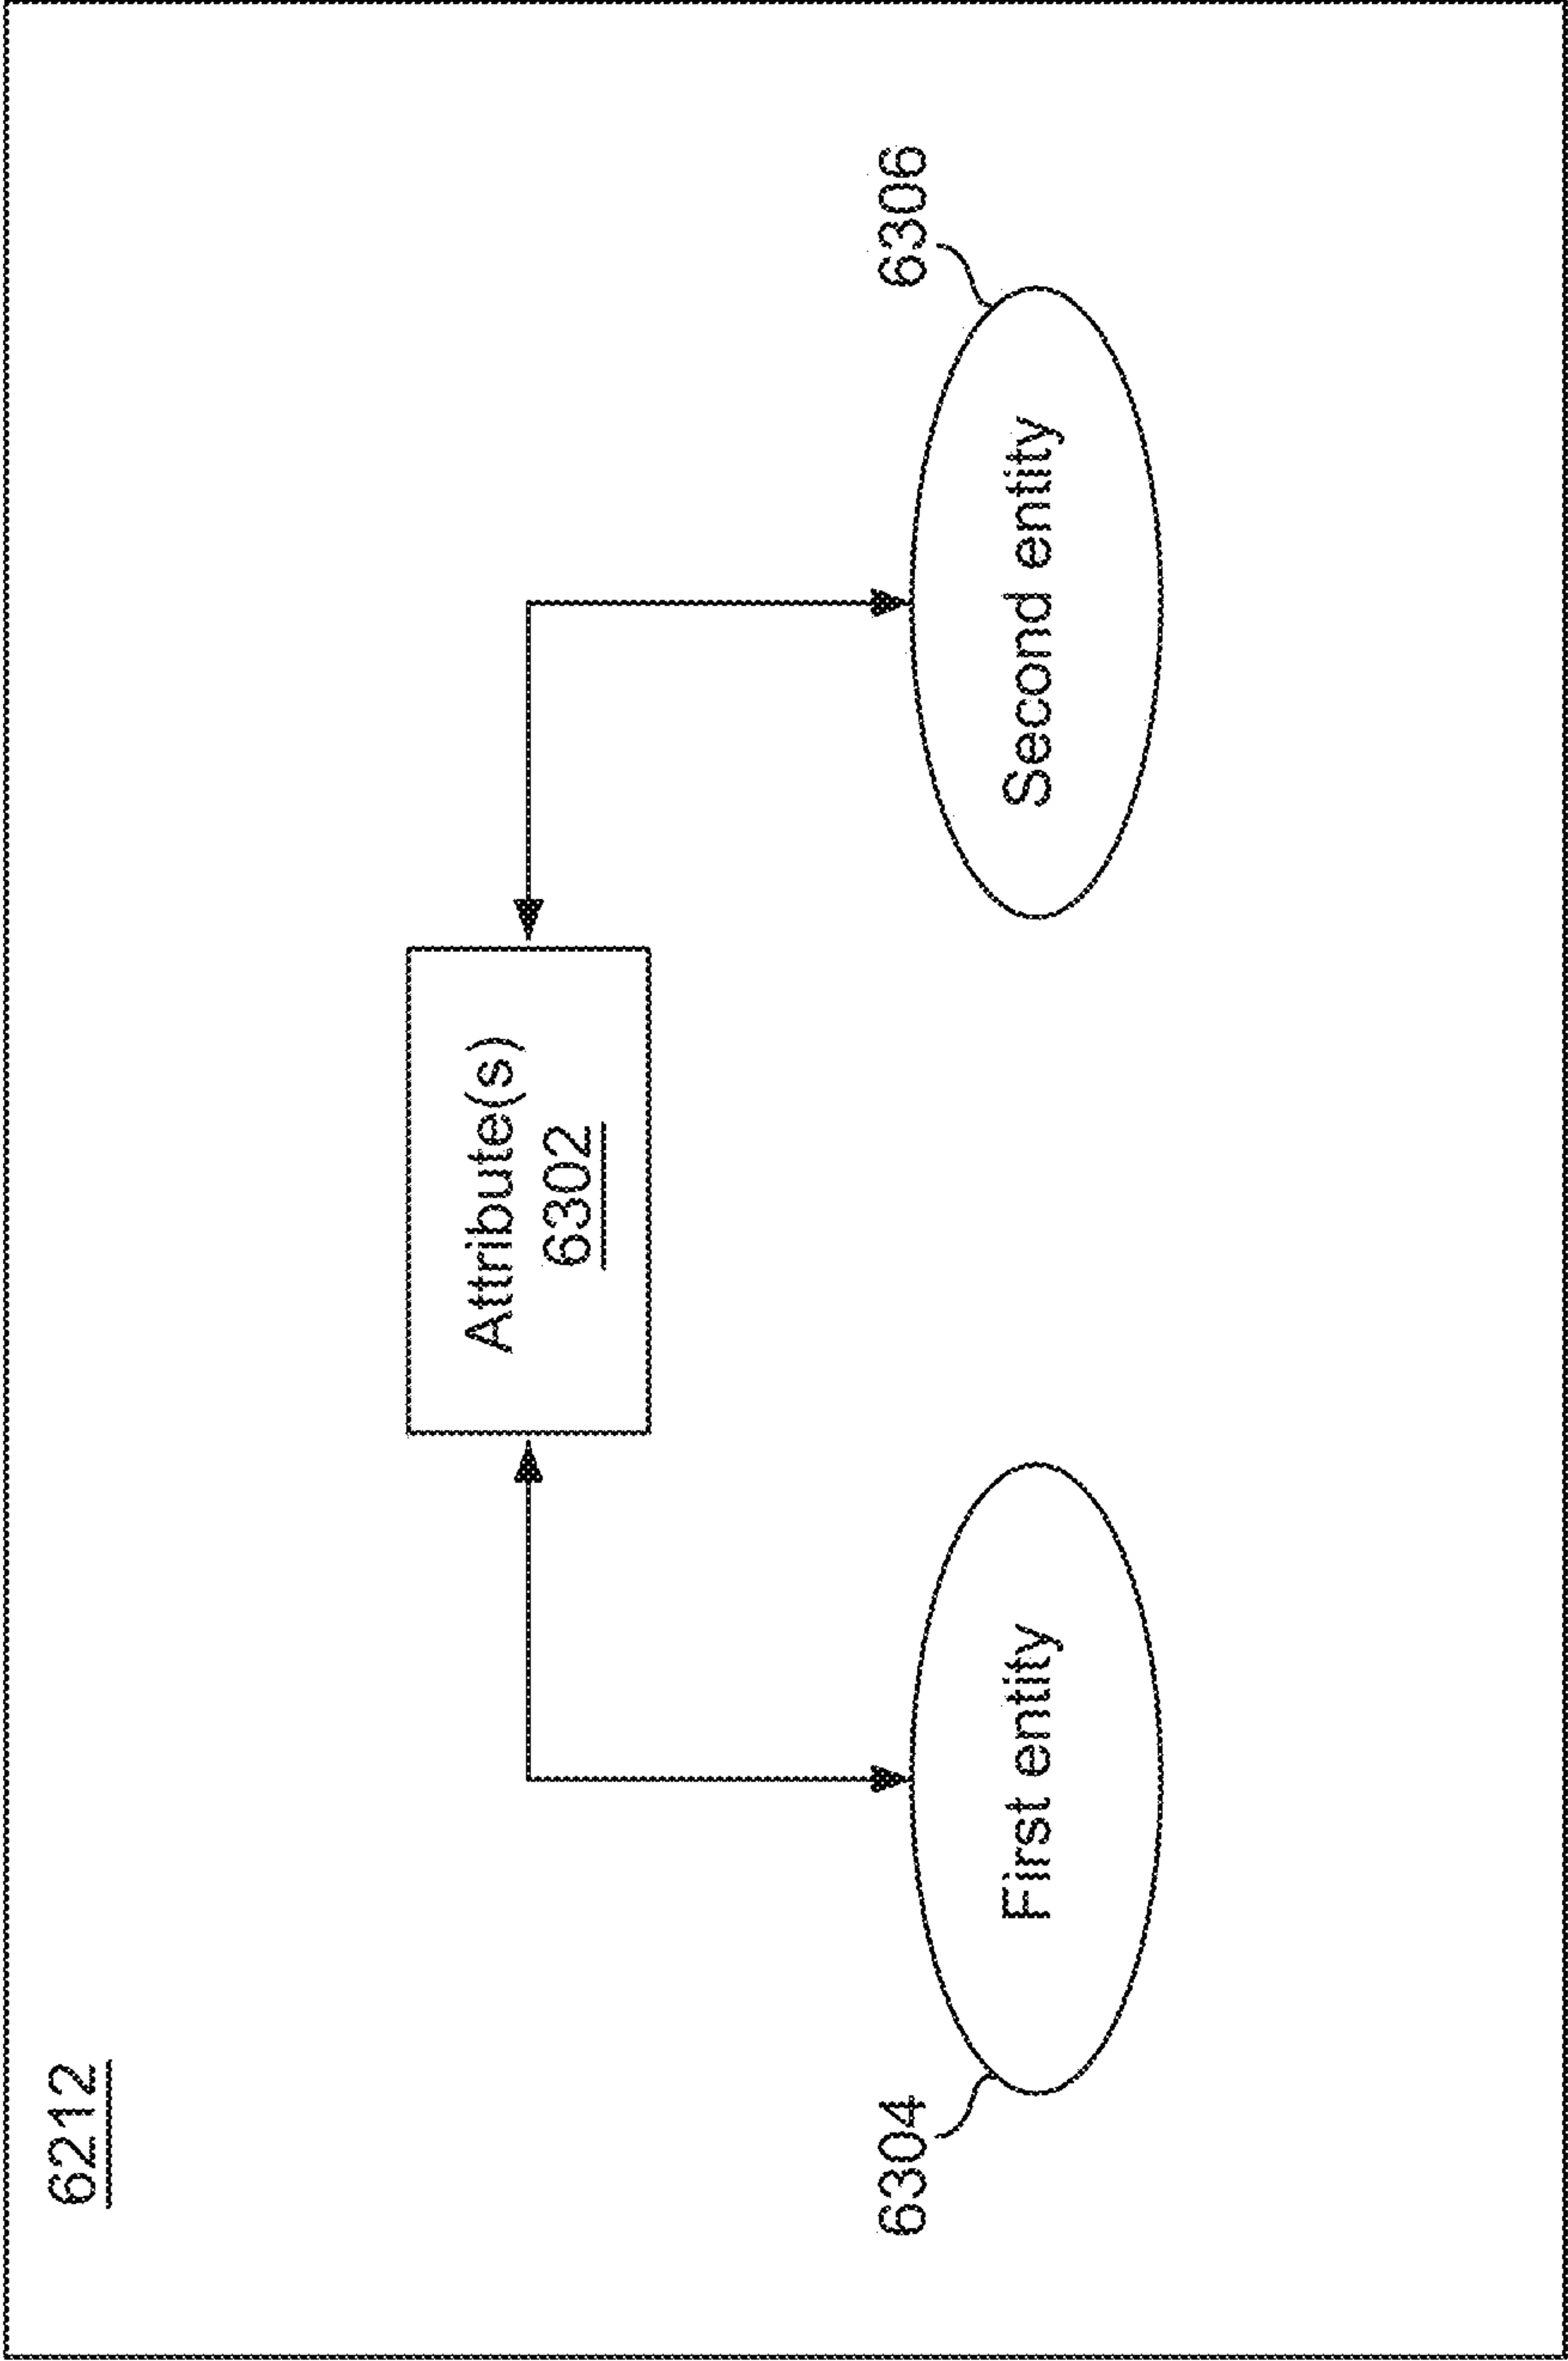 6212
Attribute(s)
6302
6304
6306
First entity
Second entity